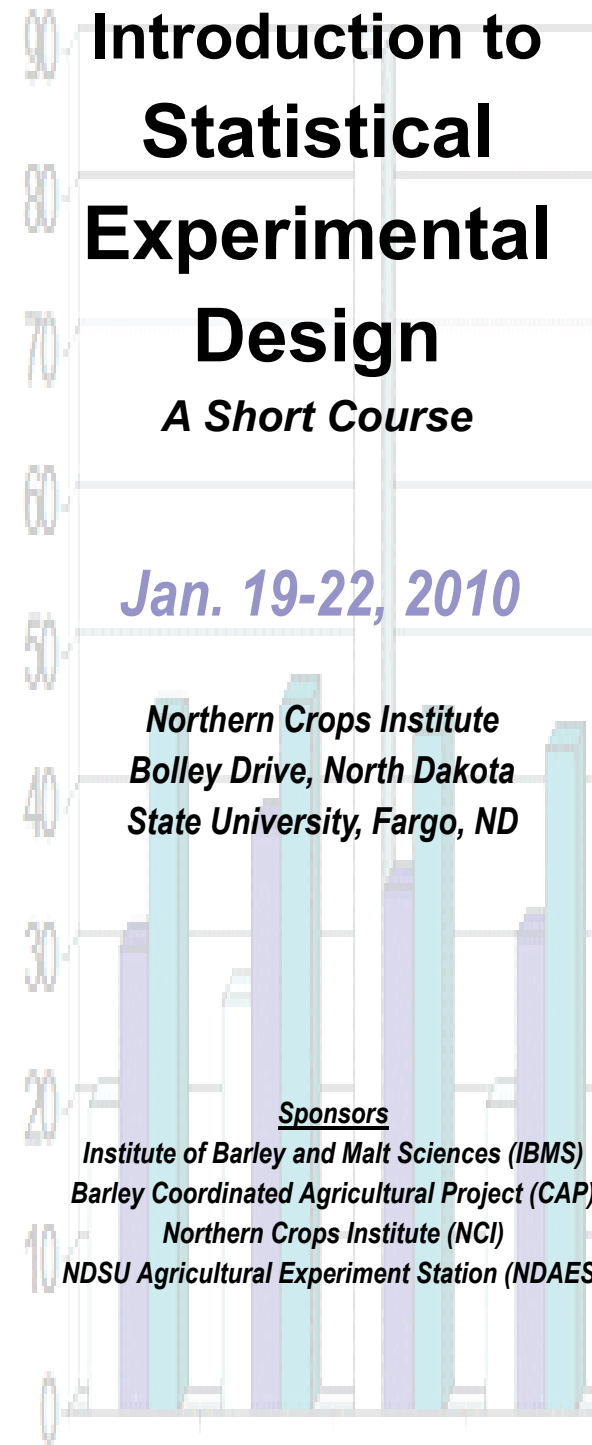 90
Introduction to
Statistical
80
Experimental
Design
70
A Short Course
60
Jan. 19-22, 2010
50
Northern Crops Institute
Bolley Drive, North Dakota
40
State University, Fargo, ND
30
20
Sponsors
Institute of Barley and Malt Sciences (IBMS)
Barley Coordinated Agricultural Project (CAP)
Northern Crops Institute (NCI)
10
NDSU Agricultural Experiment Station (NDAES
0